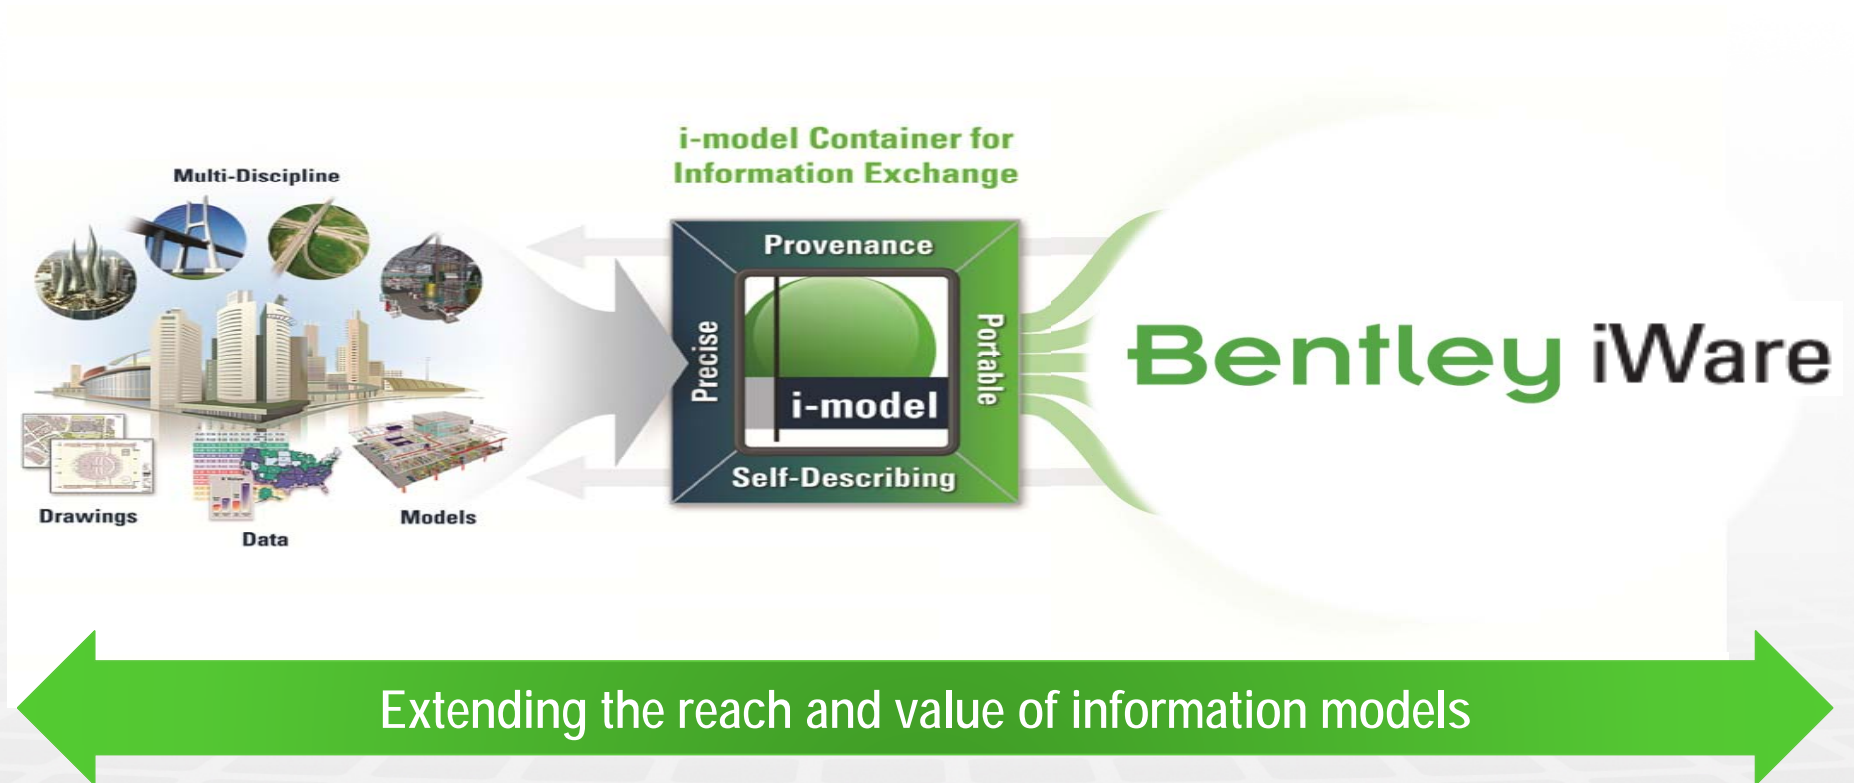 Multi-Discipline
Drawings
Data
Models
i-model Container for
Information Exchange
Provenance
Precise
Portable
i-model
Self-Describing
Bentley iWare
Extending the reach and value of information models